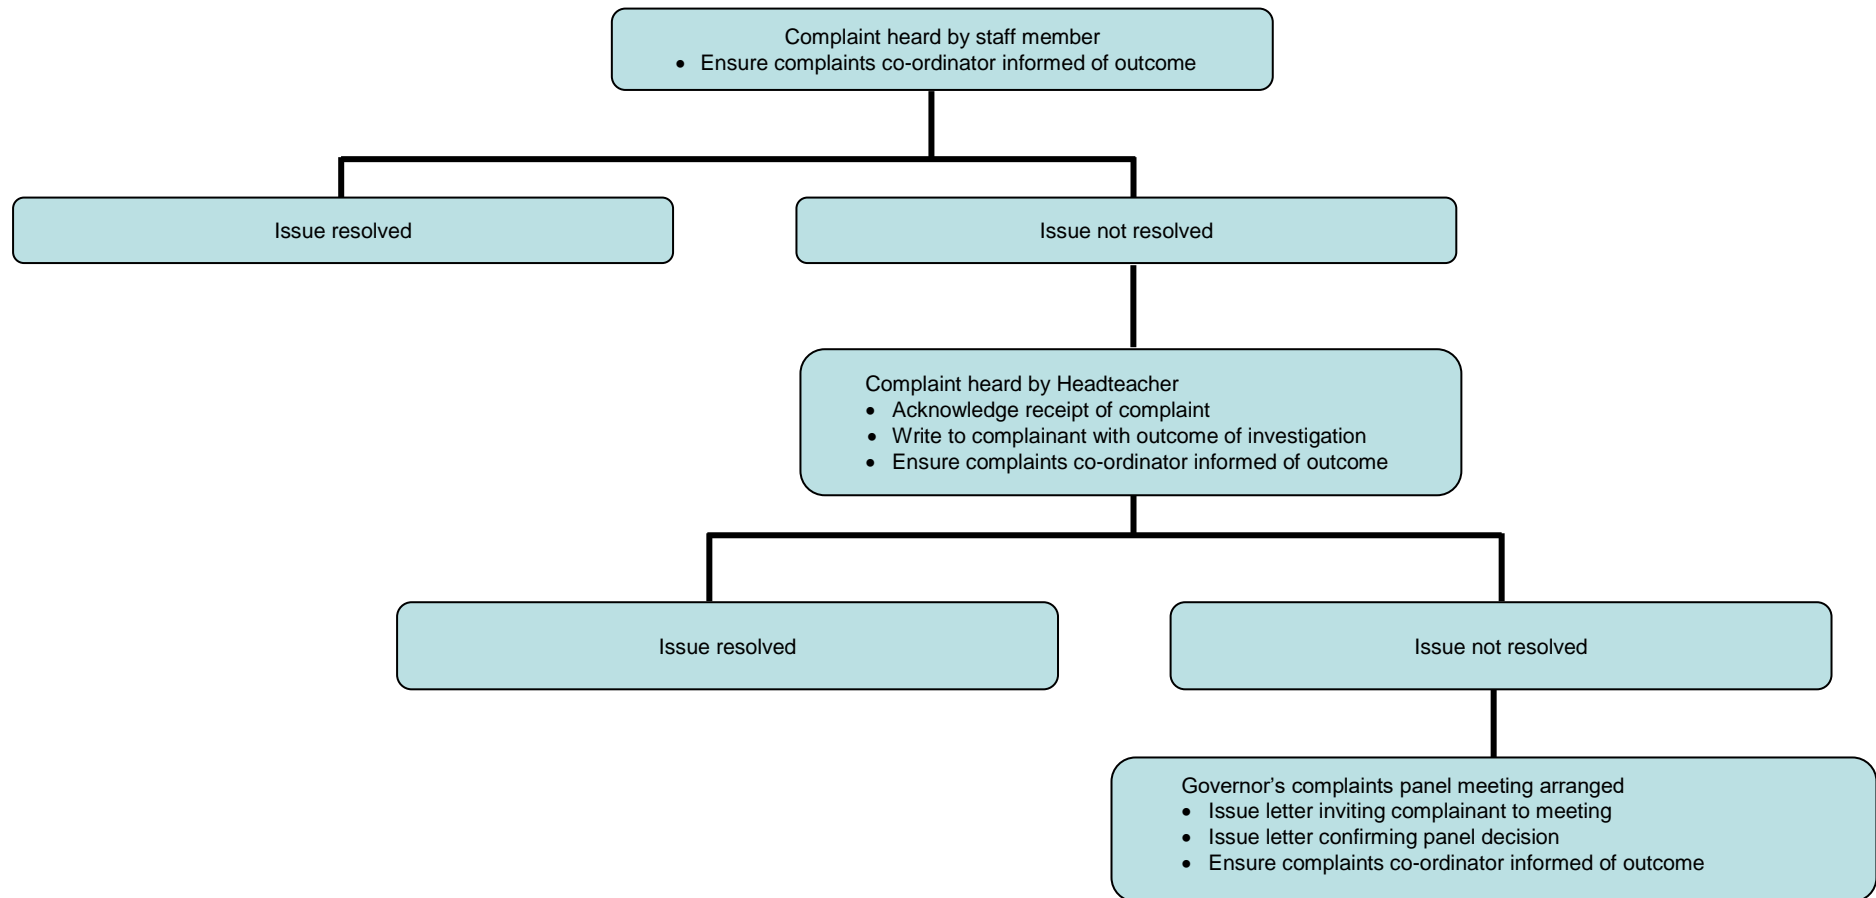 Complaint heard by staff member
• Ensure complaints co-ordinator informed of outcome
Issue resolved
Issue not resolved
Complaint heard by Headteacher
• Acknowledge receipt of complaint
• Write to complainant with outcome of investigation
• Ensure complaints co-ordinator informed of outcome
Issue resolved
Issue not resolved
Governor’s complaints panel meeting arranged
• Issue letter inviting complainant to meeting
• Issue letter confirming panel decision
• Ensure complaints co-ordinator informed of outcome